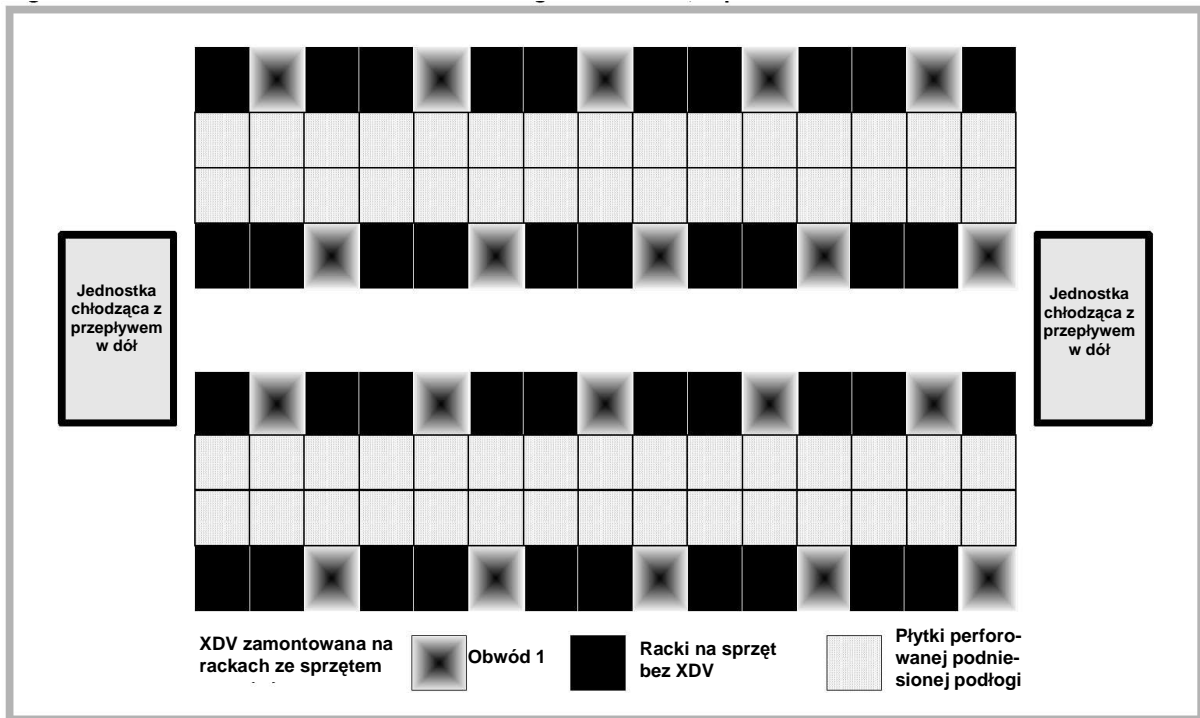 Jednostka
chłodząca z
przepływem
w dół
Jednostka
chłodząca z
przepływem
w dół
XDV zamontowana na
rackach ze sprzętem
Obwód 1
Racki na sprzęt
bez XDV
Płytki perforo-
wanej podnie-
sionej podłogi